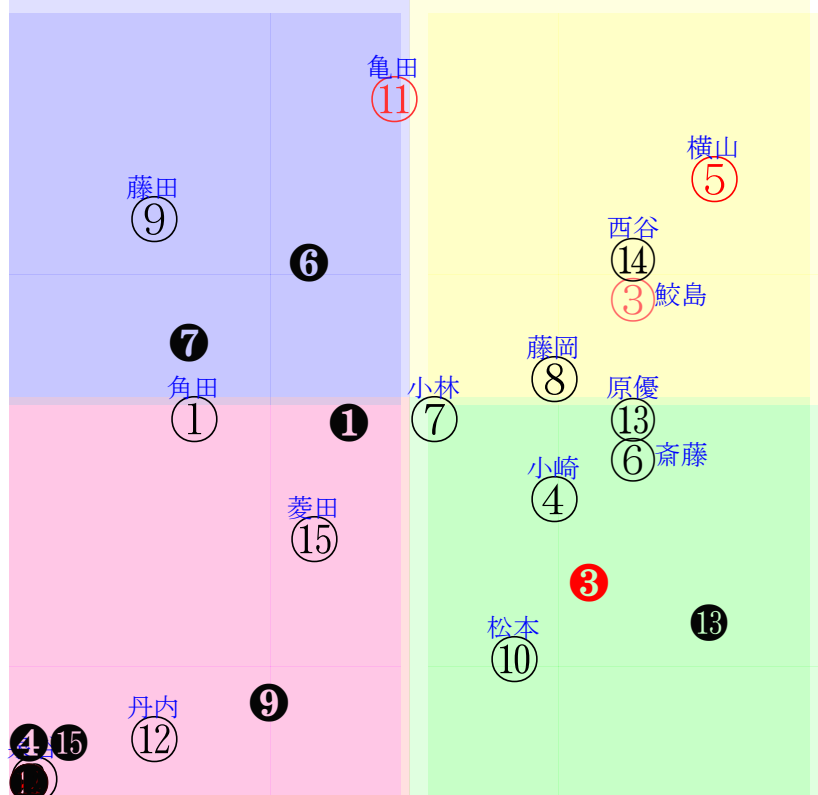 亀田
⑪
横山
⑤
藤田
⑨
西谷
⑭
❻
③ 鮫島
❼
藤岡
⑧
角田
①
小林
⑦
原優
⑬
❶
⑥ 斎藤
小崎
④
菱田
⑮
❸
⓭
松本
⑩
❾
丹内
⑫
❹ ⓯